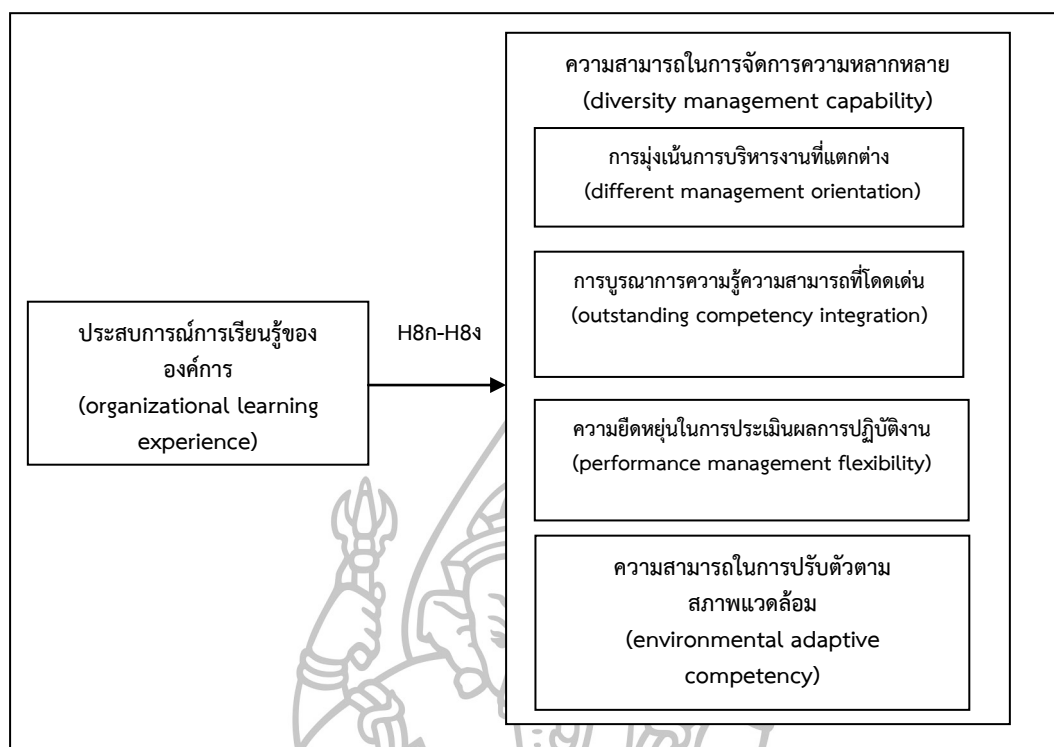 ความสามารถในการจัดการความหลากหลาย
(diversity management capability)
การมุ่งเน้นการบริหารงานที่แตกต่าง
(different management orientation)
การบูรณาการความรู้ความสามารถที่โดดเด่น
(outstanding competency integration)
ประสบการณ์การเรียนรู้ของ
องค์การ
(organizational learning
experience)
H8ก-H8ง
ความยืดหยุ่นในการประเมินผลการปฏิบัติงาน
(performance management flexibility)
ความสามารถในการปรับตัวตาม
สภาพแวดล้อม
(environmental adaptive
competency)